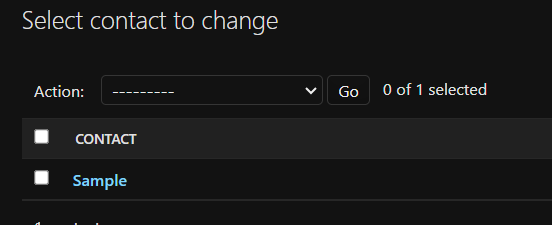 Select contact to change
Action: --------- Go 0 of 1 selected
CONTACT
Sample